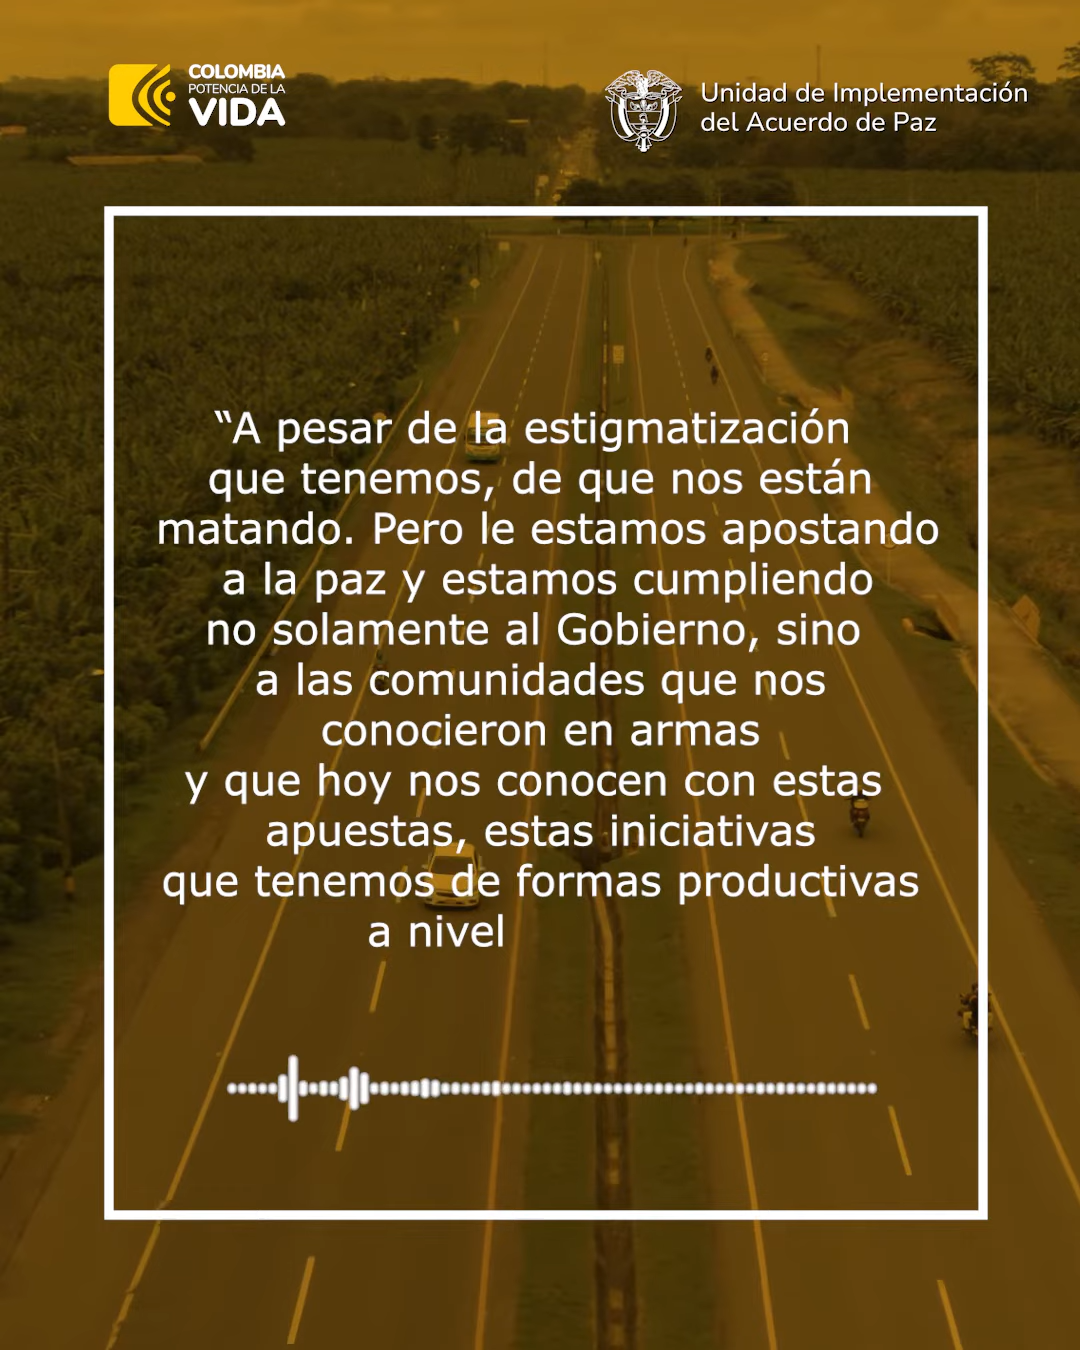 COLOMBIA
POTENCIA DE LA
VIDA
Unidad de Implementación
del Acuerdo de Paz
“A pesar de la estigmatización
que tenemos, de que nos están
matando. Pero le estamos apostando
a la paz y estamos cumpliendo
no solamente al Gobierno, sino
a las comunidades que nos
conocieron en armas
y que hoy nos conocen con estas
apuestas, estas iniciativas
que tenemos de formas productivas
a nivel